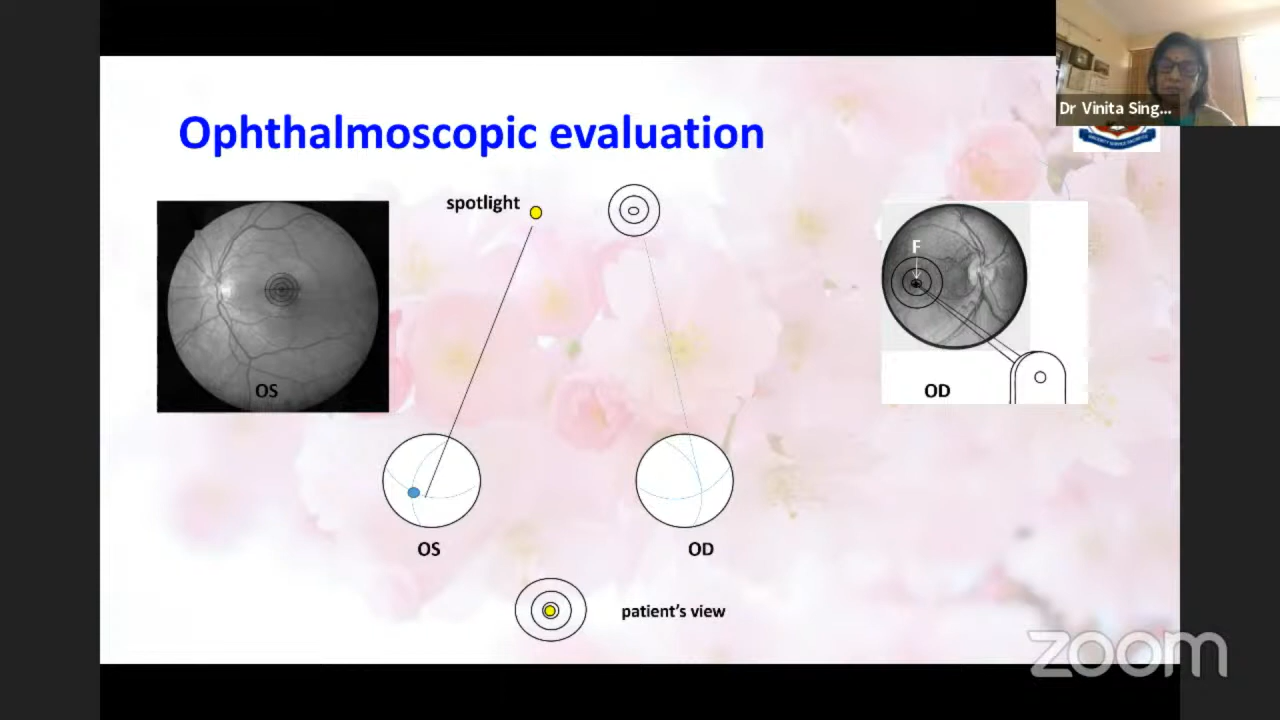 Dr Vinita Sing...
Ophthalmoscopic evaluation
spotlight
F
OS
OD
OS
OD
patient's view
zoom